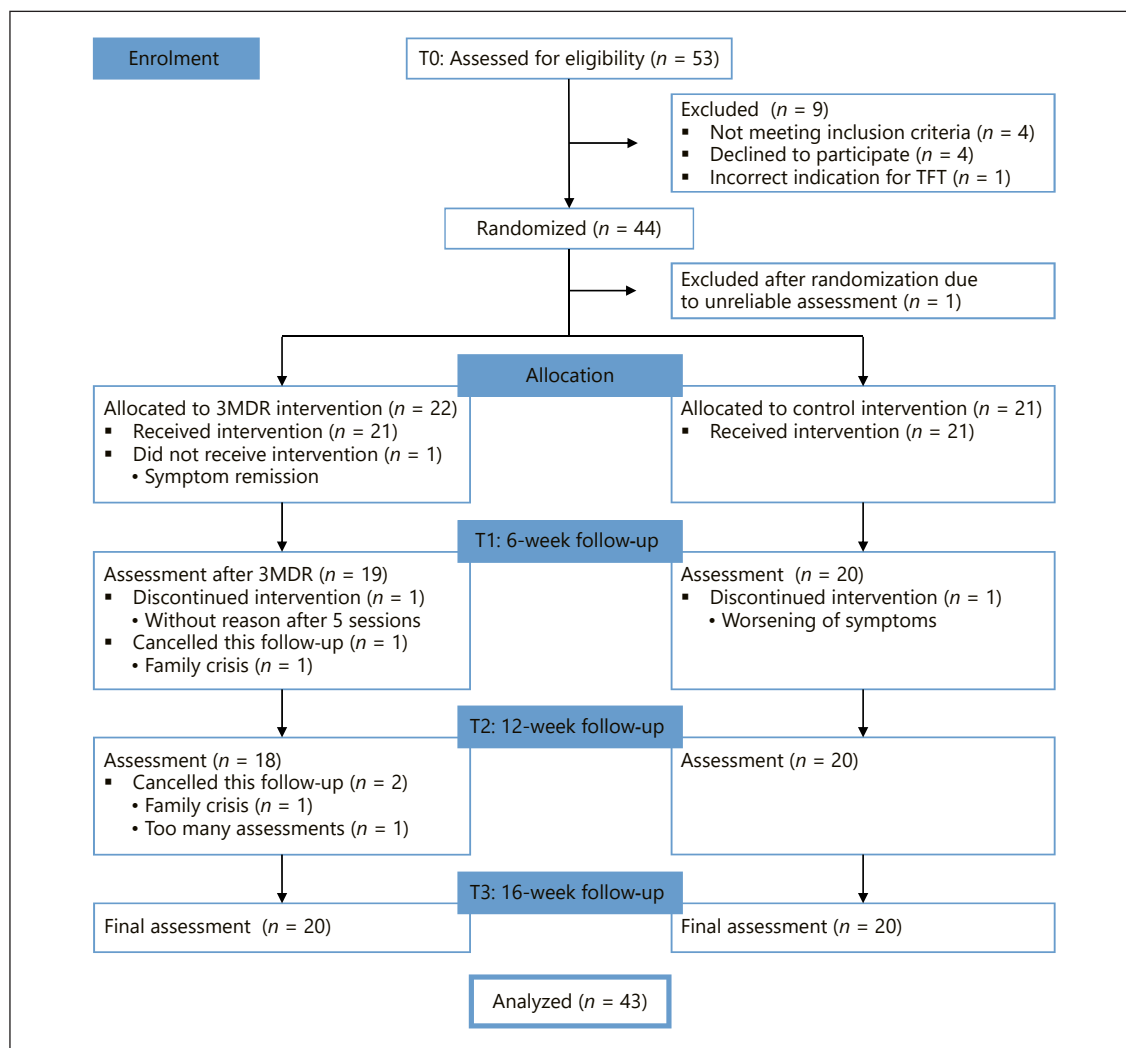 Enrolment
T0: Assessed for eligibility (n = 53)
Excluded (n = 9)
▪ Not meeting inclusion criteria (n = 4)
▪ Declined to participate (n = 4)
▪ Incorrect indication for TFT (n = 1)
Randomized (n = 44)
Excluded after randomization due
to unreliable assessment (n = 1)
Allocation
Allocated to 3MDR intervention (n = 22)
▪ Received intervention (n = 21)
▪ Did not receive intervention (n = 1)
• Symptom remission
Allocated to control intervention (n = 21)
▪ Received intervention (n = 21)
T1: 6-week follow-up
Assessment after 3MDR (n = 19)
▪ Discontinued intervention (n = 1)
• Without reason after 5 sessions
▪ Cancelled this follow-up (n = 1)
• Family crisis (n = 1)
Assessment (n = 20)
▪ Discontinued intervention (n = 1)
• Worsening of symptoms
T2: 12-week follow-up
Assessment (n = 18)
▪ Cancelled this follow-up (n = 2)
• Family crisis (n = 1)
• Too many assessments (n = 1)
Assessment (n = 20)
T3: 16-week follow-up
Final assessment (n = 20)
Final assessment (n = 20)
Analyzed (n = 43)